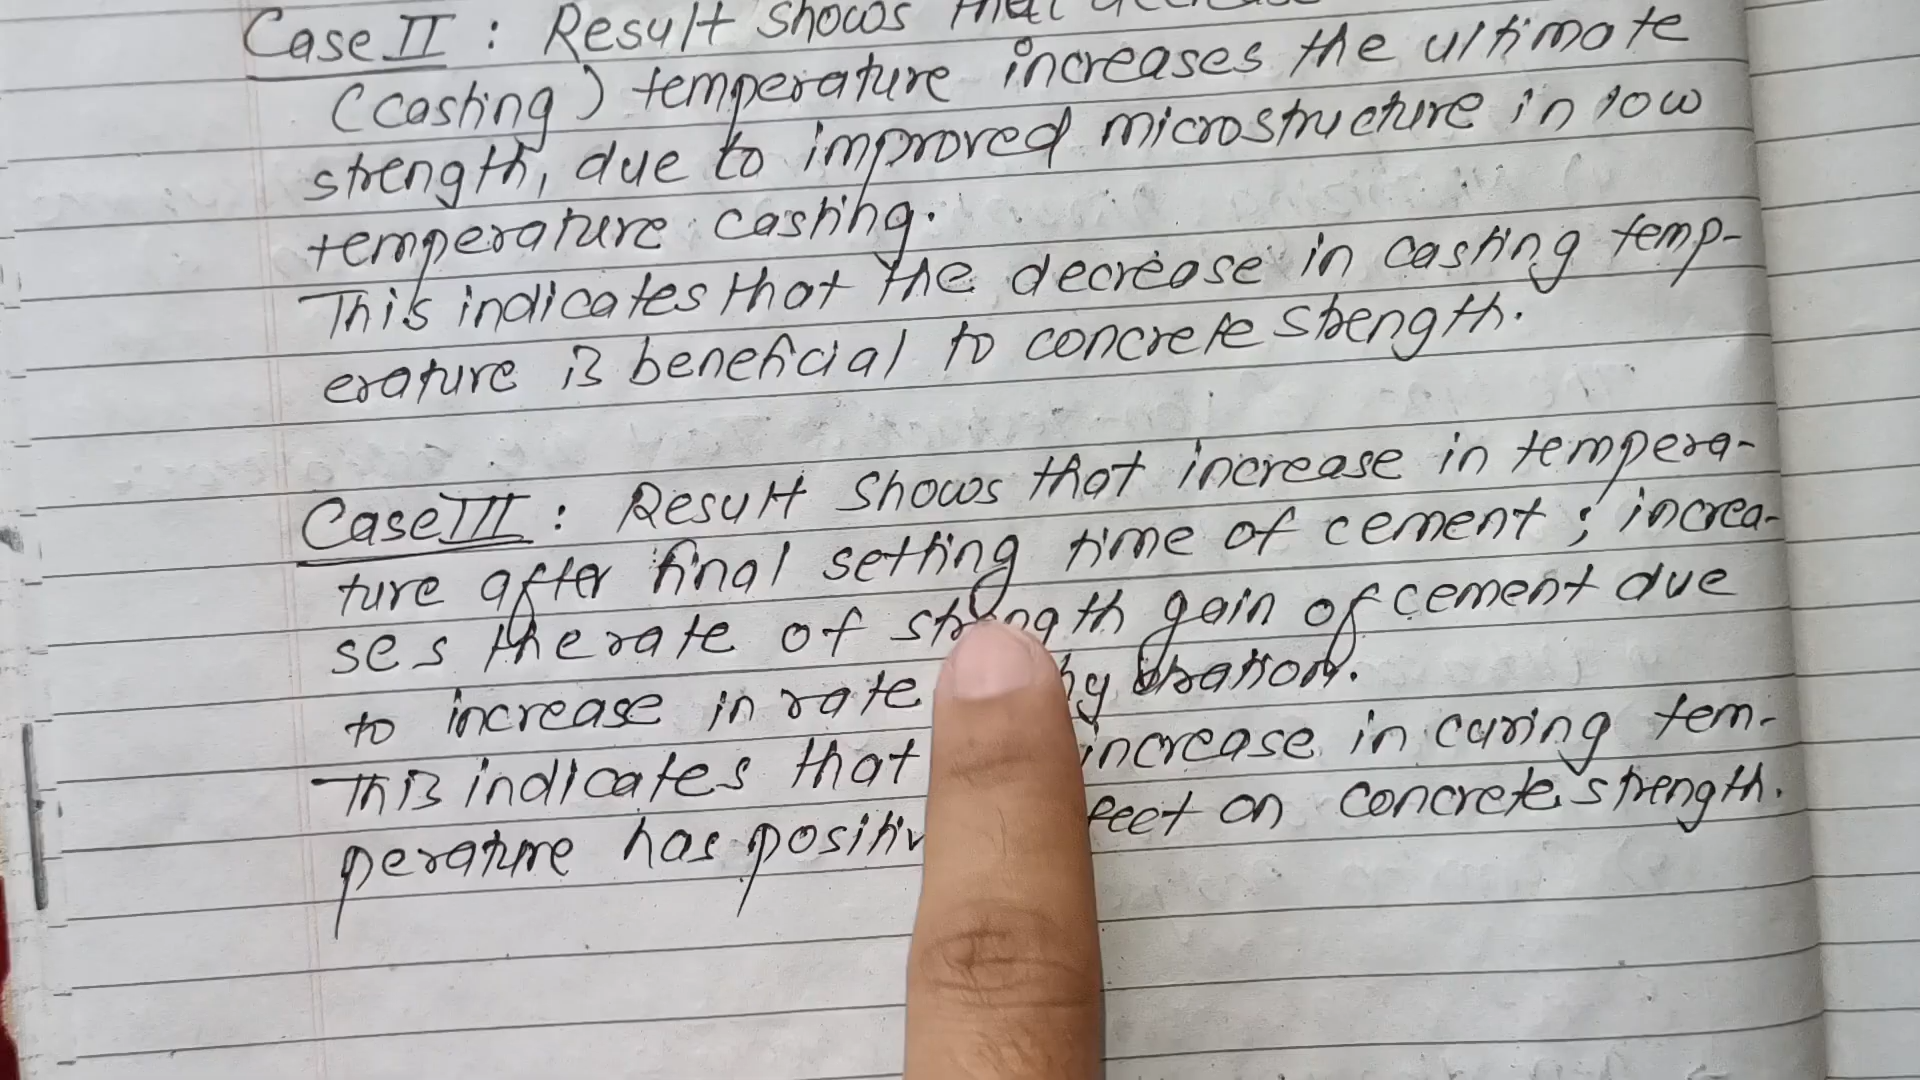 Case II : Result shows that
(casting) temperature increases the ultimate
strength, due to improved microstructure in low
temperature casting.
This indicates that the decrease in casting temp-
erature is beneficial to concrete strength.
Case III : Result shows that increase in tempera-
ture after final setting time of cement ; increa-
ses the rate of strength gain of cement due
to increase in rate
This indicates that increase in curing tem-
perature has on concrete strength.